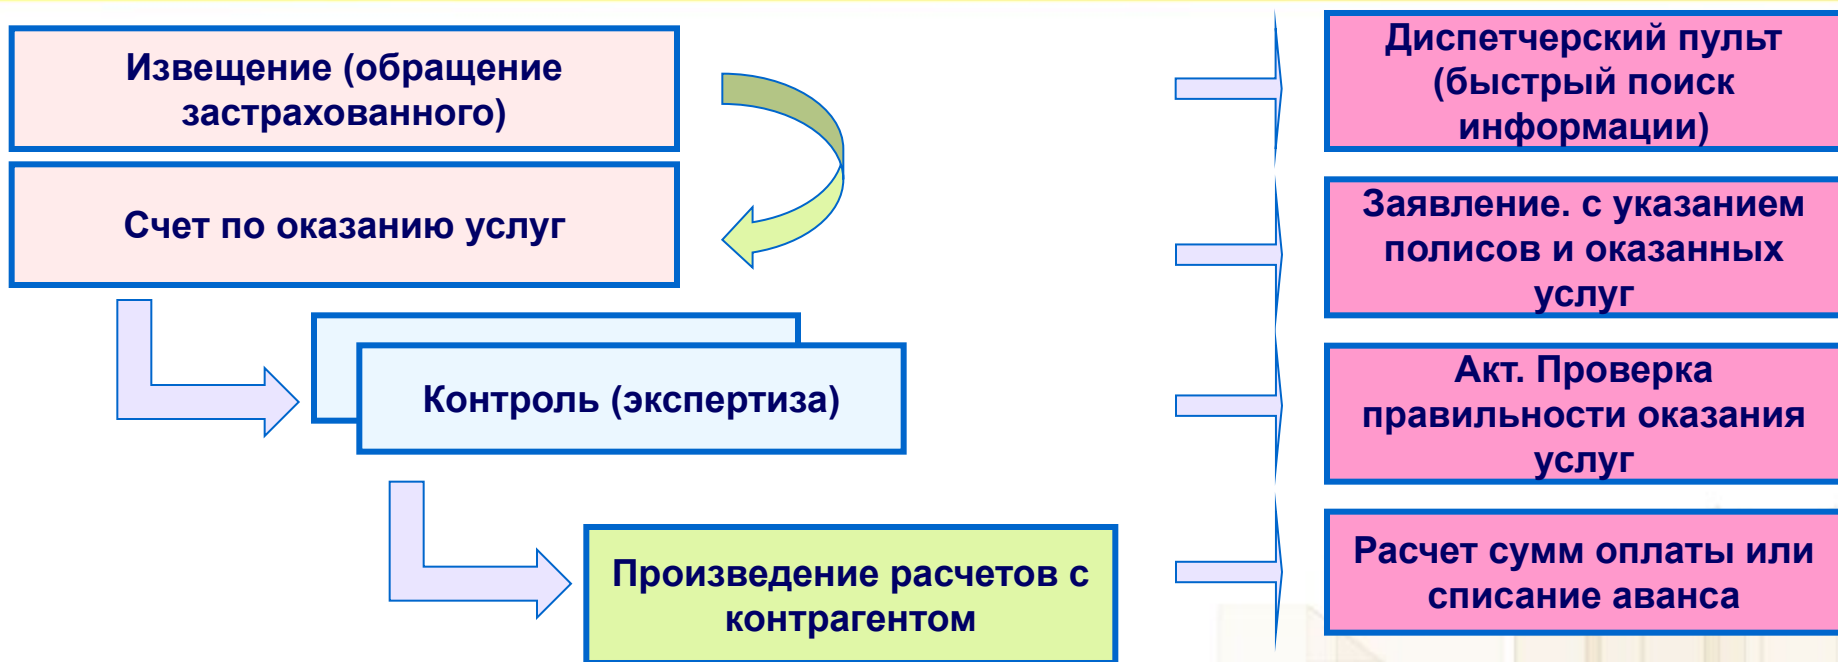 Извещение (обращение
застрахованного)
Счет по оказанию услуг
Контроль (экспертиза)
Произведение расчетов с
контрагентом
Диспетчерский пульт
(быстрый поиск
информации)
Заявление. с указанием
полисов и оказанных
услуг
Акт. Проверка
правильности оказания
услуг
Расчет сумм оплаты или
списание аванса